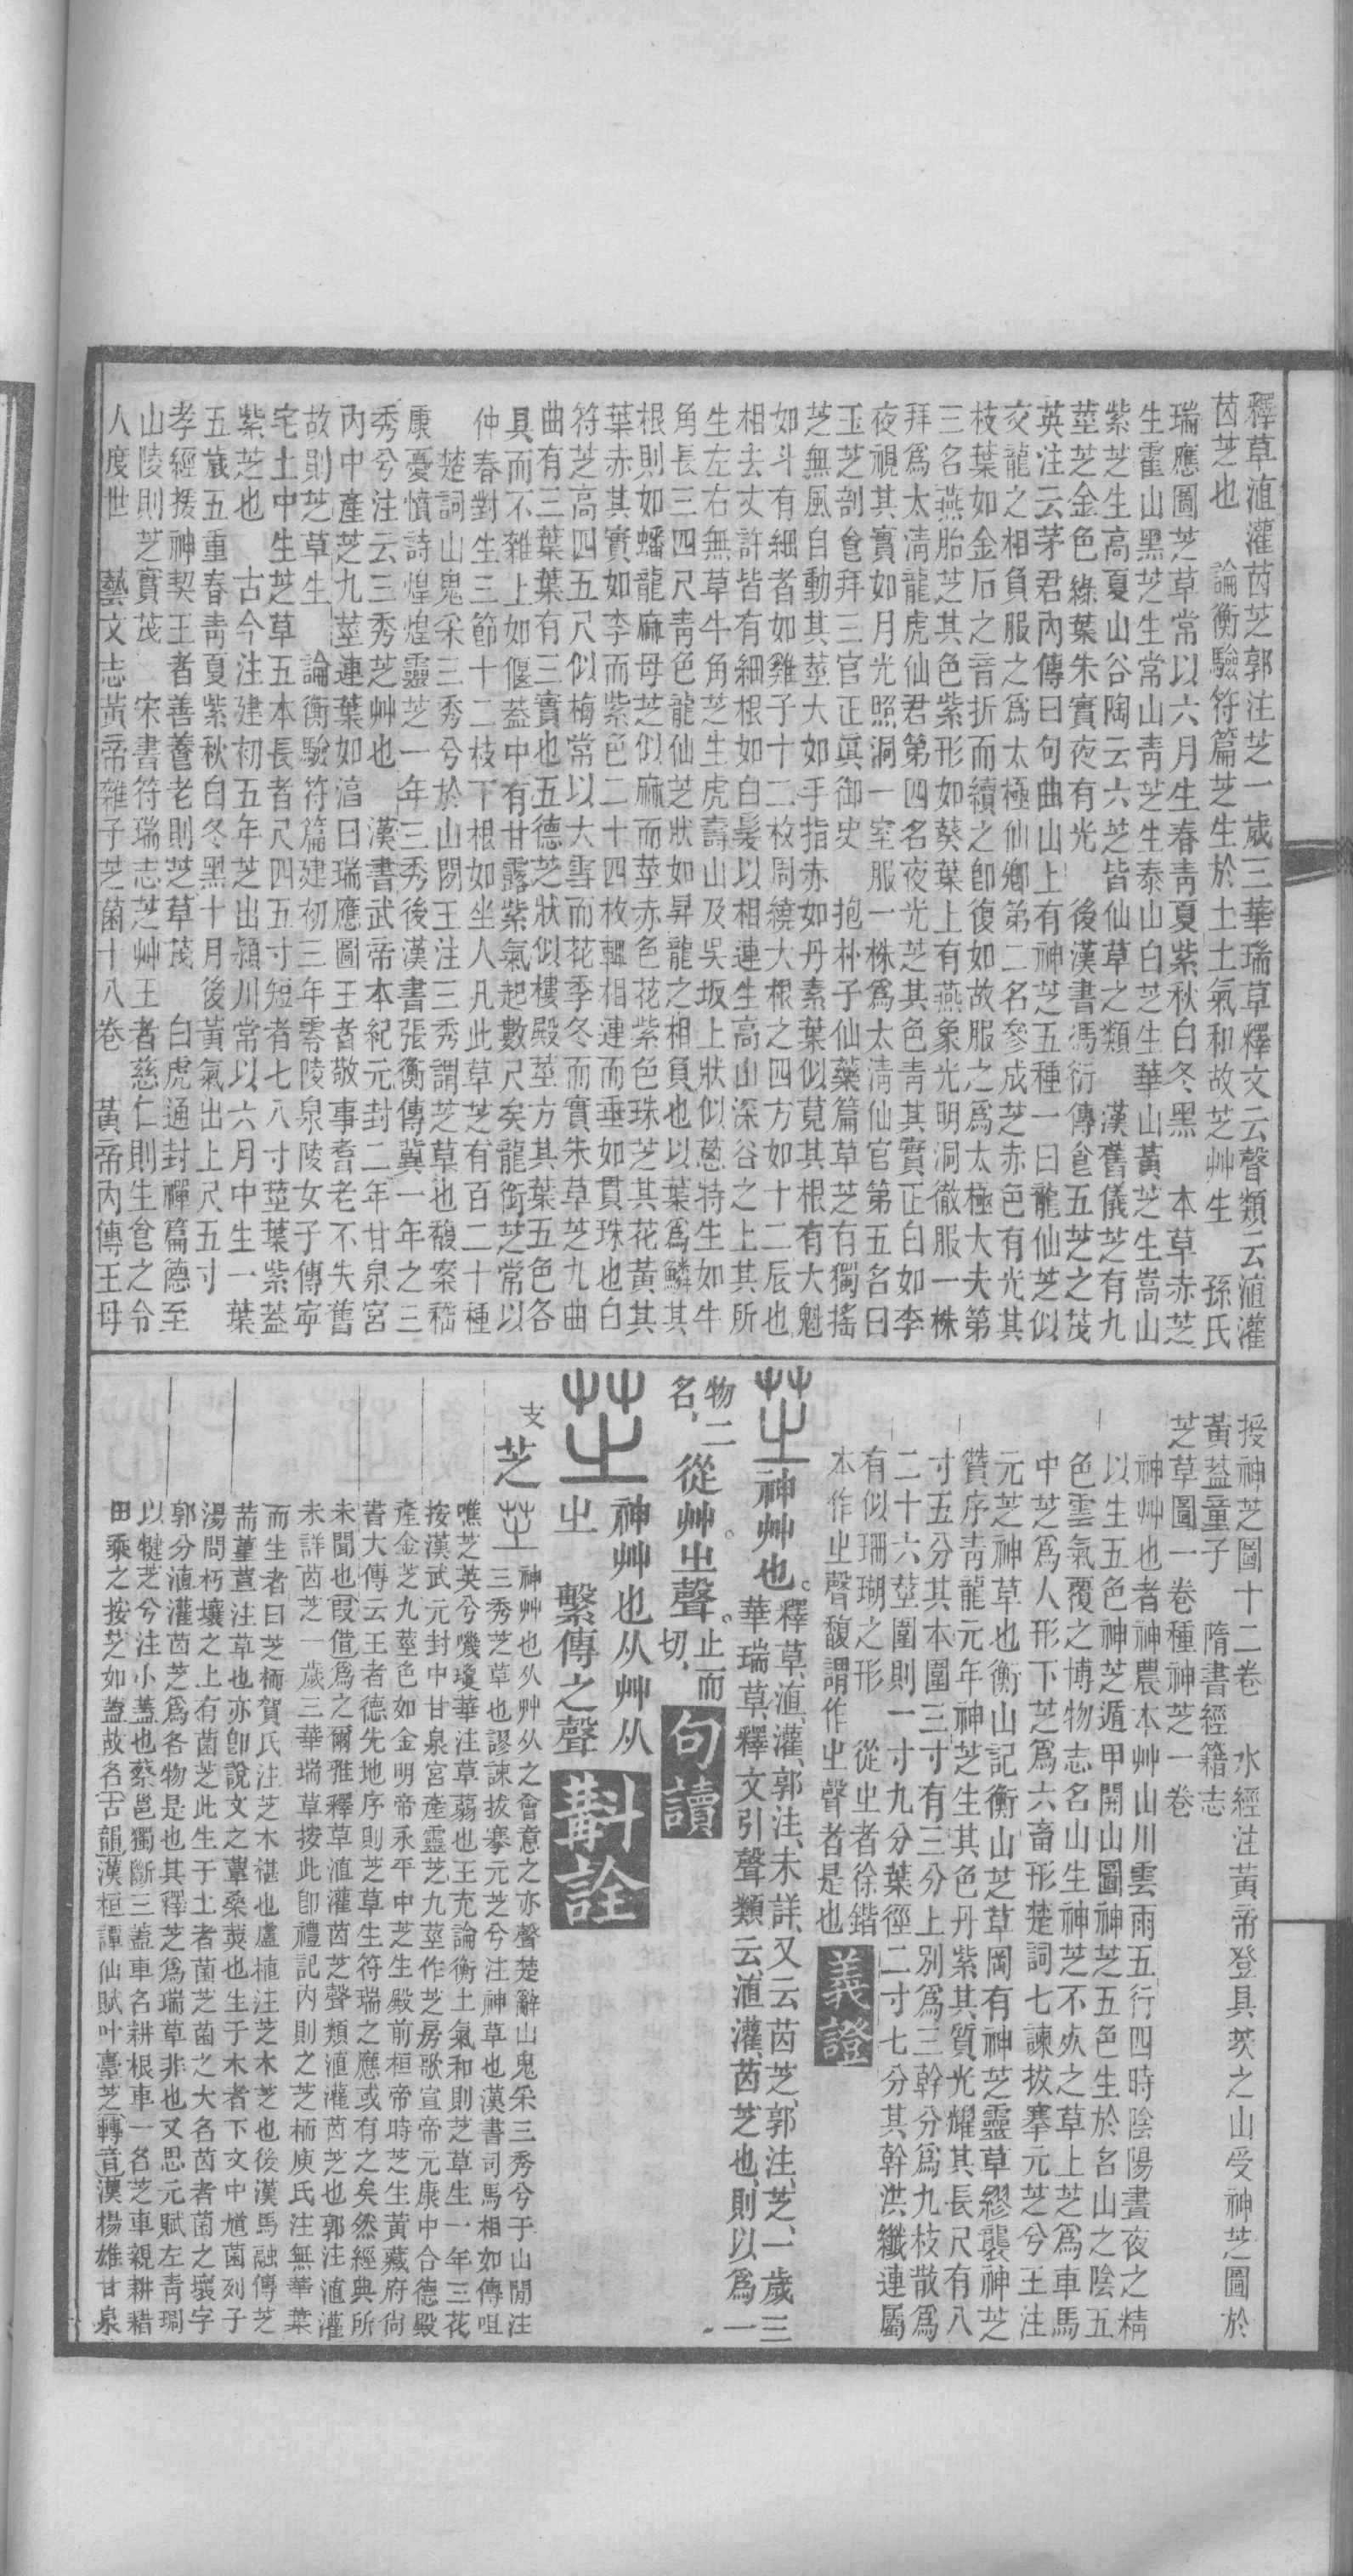 釋草淔灌茵芝郭注芝一歲三華瑞草釋文云聲類云淔灌
茵芝也　論衡驗符篇芝生於土土氣和故芝艸生　孫氏
瑞應圖芝草常以六月生春青夏紫秋白冬黑　本草赤芝
生霍山黑芝生常山青芝生泰山白芝生華山黃芝生嵩山
紫芝生高夏山谷陶云六芝皆仙草之類　漢舊儀芝有九
莖芝金色綠葉朱實夜有光　後漢書馮衍傳食五芝之茂
英注云茅君內傳曰句曲山上有神芝五種一曰龍仙芝似
交龍之相負服之爲太極仙卿第二名參成芝赤色有光其
枝葉如金石之音折而續之卽復如故服之爲太極大夫第
三名燕胎芝其色紫形如葵葉上有燕象光明洞徹服一株
拜爲太清龍虎仙君第四名夜光芝其色青其實正白如李
夜視其實如月光照洞一室服一株爲太清仙官第五名曰
玉芝剖食拜三官正眞御史　抱朴子仙藥篇草芝有獨搖
芝無風自動其莖大如手指赤如丹素葉似莧其根有大魁
如斗有細者如雞子十二枚周繞大根之四方如十二辰也
相去丈許皆有細根如白髮以相連生高山深谷之上其所
生左右無草牛角芝生虎壽山及吳坂上狀似蔥特生如牛
角長三四尺青色龍仙芝狀如昇龍之相負也以葉爲鱗其
根則如蟠龍麻母芝似麻而莖赤色花紫色珠芝其花黃其
葉赤其實如李而紫色二十四枚輒相連而垂如貫珠也白
符芝高四五尺似梅常以大雪而花季冬而實朱草芝九曲
曲有三葉葉有三實也五德芝狀似樓殿莖方其葉五色各
具而不雜上如偃蓋中有甘露紫氣起數尺矣龍銜芝常以
仲春對生三節十二枝下根如坐人凡此草芝有百二十種
楚詞山鬼采三秀兮於山閒王注三秀謂芝草也馥案嵇
康憂憤詩煌煌靈芝一年三秀後漢書張衡傳冀一年之三
秀兮注云三秀芝艸也　漢書武帝本紀元封二年甘泉宮
內中產芝九莖連葉如淳曰瑞應圖王者敬事耆老不失舊
故則芝草生　論衡驗符篇建初三年零陵泉陵女子傳寧
宅土中生芝草五本長者尺四五寸短者七八寸莖葉紫蓋
紫芝也　古今注建初五年芝出潁川常以六月中生一葉
五歲五重春青夏紫秋白冬黑十月後黃氣出上尺五寸
孝經援神契王者善養老則芝草茂　白虎通封禪篇德至
山陵則芝實茂　宋書符瑞志芝艸王者慈仁則生食之令
人度世　藝文志黃帝雜子芝菌十八卷　黃帝內傳王母
授神芝圖十二卷　水經注黃帝登具茨之山受神芝圖於
黃蓋童子　隋書經籍志
芝草圖一卷種神芝一卷
神艸也者神農本艸山川雲雨五行四時陰陽晝夜之精
以生五色神芝遁甲開山圖神芝五色生於名山之陰五
色雲氣覆之博物志名山生神芝不死之草上芝爲車馬
中芝爲人形下芝爲六畜形楚詞七諫拔搴元芝兮王注
元芝神草也衡山記衡山芝草岡有神芝靈草繆襲神芝
贊序青龍元年神芝生其色丹紫其質光耀其長尺有八
寸五分其本圍三寸有三分上別爲三幹分爲九枝散爲
二十六莖圍則一寸九分葉徑二寸七分其幹洪纖連屬
有似珊瑚之形　從㞢者徐鍇
本作㞢聲馥謂作㞢聲者是也　義證
神艸也。釋草、淔、灌、郭注、未詳、又云茵芝、郭注、芝、一歲三
華瑞草、釋文引聲類云、淔灌、茵芝也、則以爲一
物二名、從艸。㞢聲。止而切、句讀
神艸也从艸从
㞢　繫傳之聲　斠詮
支　芝
神艸也从艸从之會意之亦聲楚辭山鬼采三秀兮于山閒注
三秀芝草也謬諫拔搴元芝兮注神草也漢書司馬相如傳咀
噍芝英兮嘰瓊華注草蒻也王充論衡土氣和則芝草生一年三花
按漢武元封中甘泉宮產靈芝九莖作芝房歌宣帝元康中合德殿
產金芝九莖色如金明帝永平中芝生殿前桓帝時芝生黃藏府尚
書大傳云王者德先地序則芝草生符瑞之應或有之矣然經典所
未聞也叚借爲之爾雅釋草淔灌茵芝聲類淔灌茵芝也郭注淔灌
未詳茵芝一歲三華瑞草按此卽禮記內則之芝栭庾氏注無華葉
而生者曰芝栭賀氏注芝木椹也盧植注芝木芝也後漢馬融傳芝
荋菫荁注草也亦卽說文之蕈桑䓴也生于木者下文中馗菌列子
湯問朽壤之上有菌芝此生于土者菌芝菌之大名茵者菌之壞字
郭分淔灌茵芝爲各物是也其釋芝爲瑞草非也又思元賦左青琱
以犍芝兮注小蓋也蔡邕獨斷三蓋車名耕根車一名芝車親耕耤
田乘之按芝如蓋故名古韻漢桓譚仙賦叶臺芝轉音漢楊雄甘泉